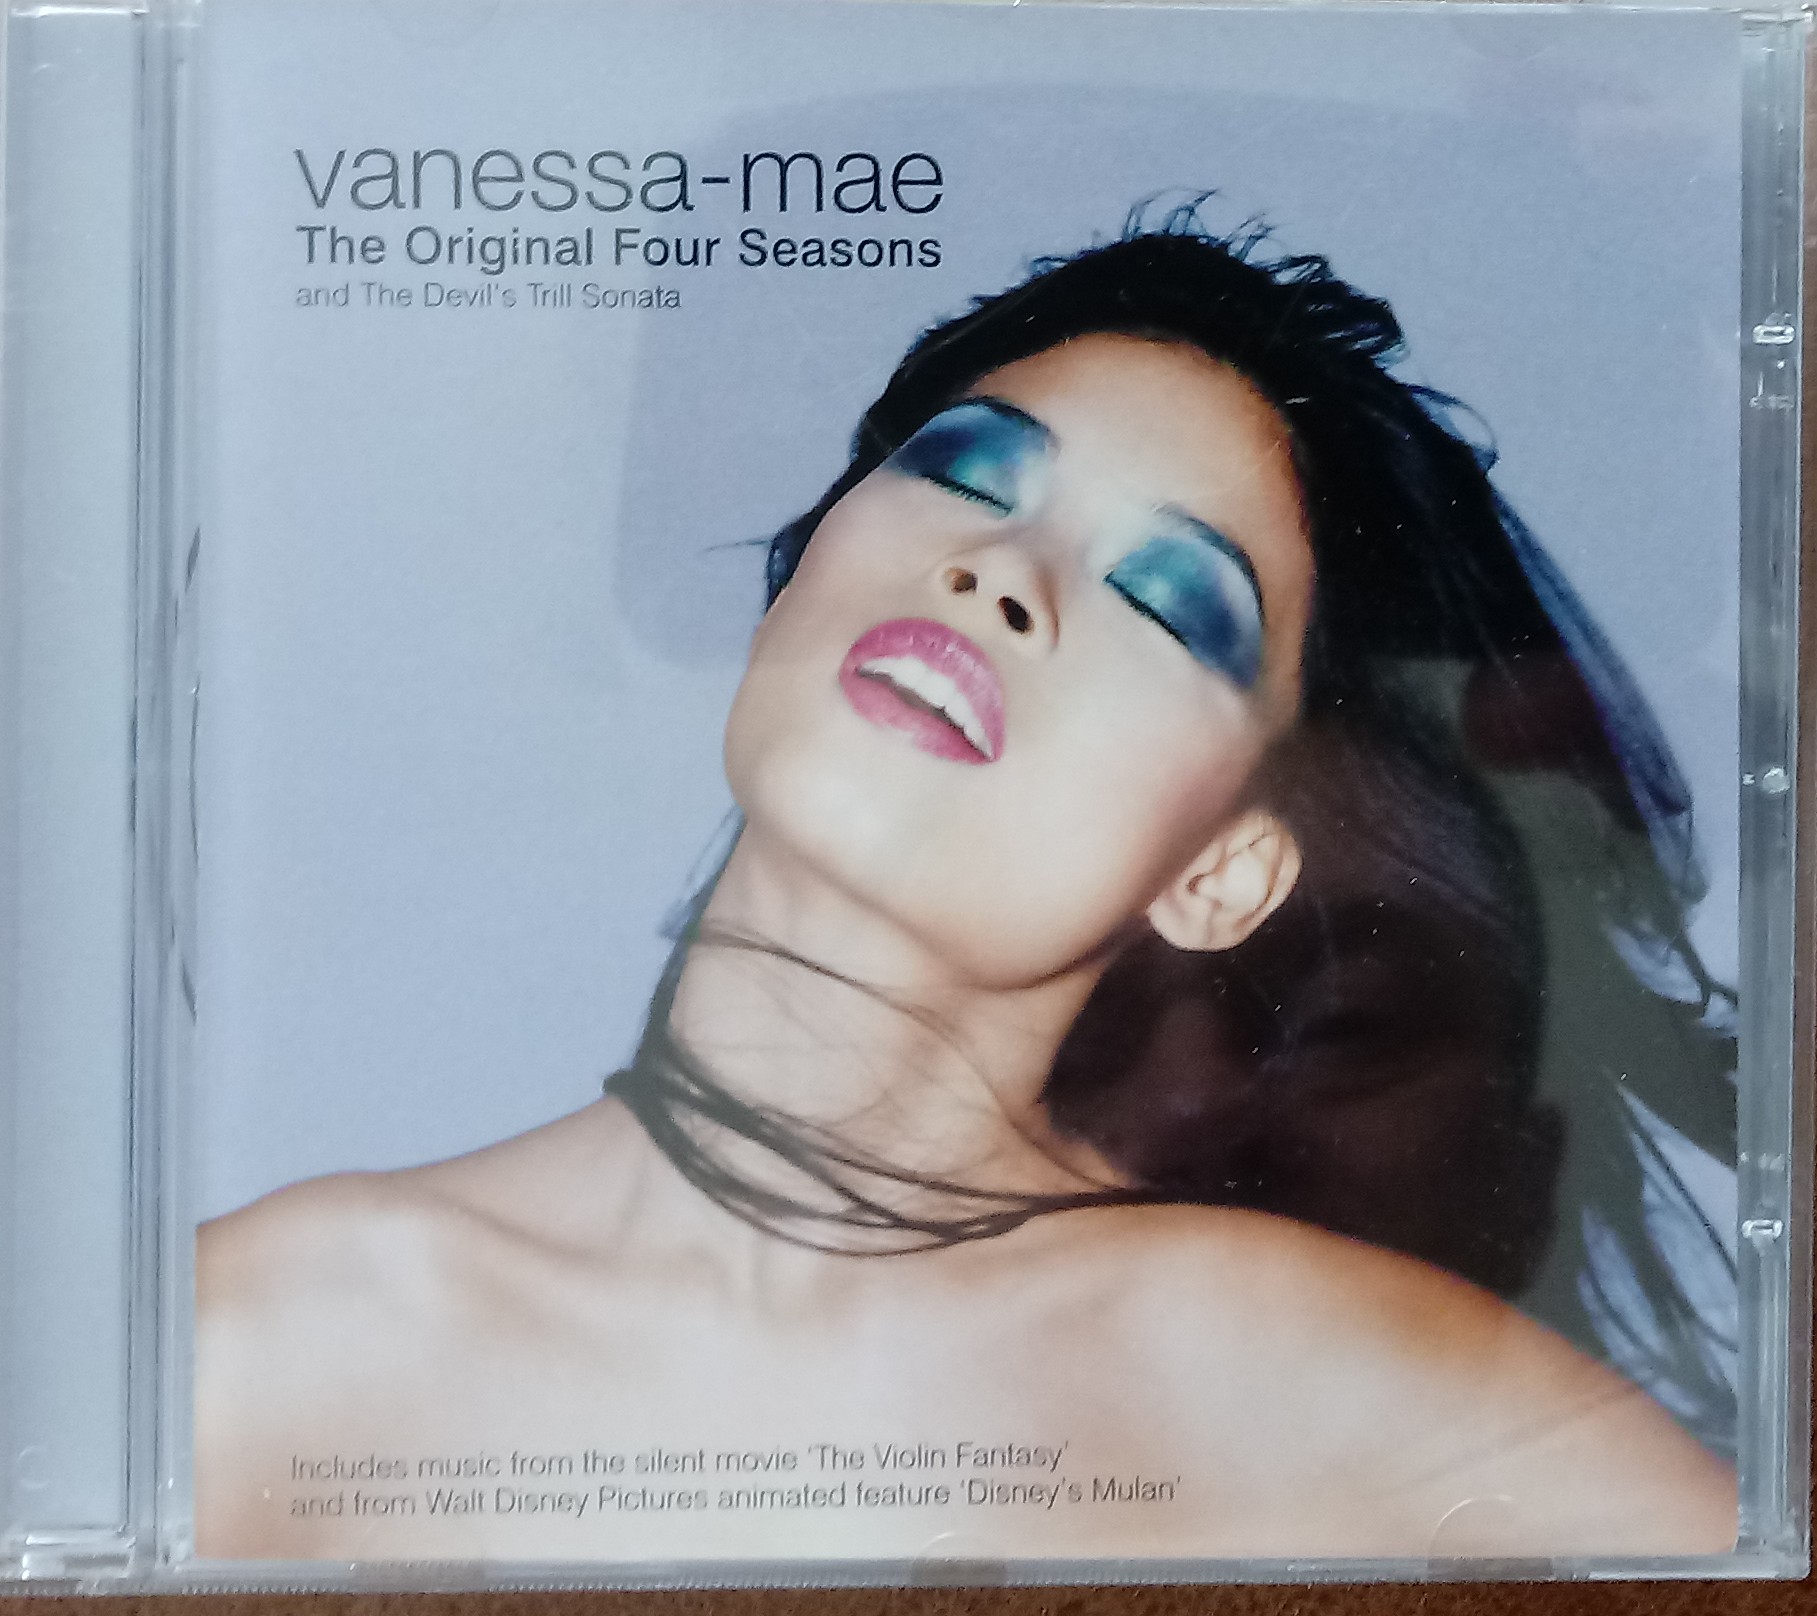 vanessa-mae
The Original Four Seasons
and The Devil's Trill Sonata
Includes music from the silent movie 'The Violin Fantasy'
and from Walt Disney Pictures animated feature 'Disney's Mulan'